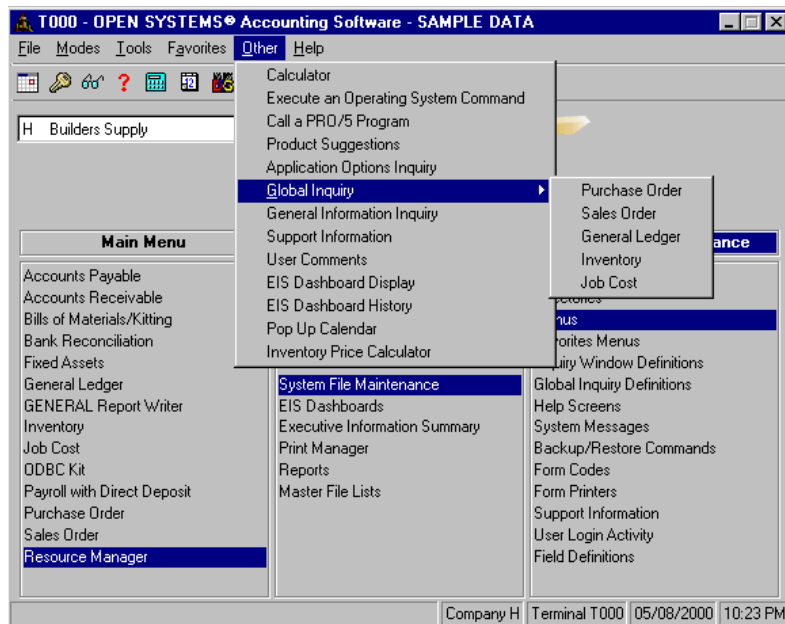 T000 - OPEN SYSTEMS® Accounting Software - SAMPLE DATA
File Modes Tools Favorites Other Help
12
H Builders Supply
Calculator
Execute an Operating System Command
Call a PRO/5 Program
Product Suggestions
Application Options Inquiry
Global Inquiry
General Information Inquiry
Support Information
User Comments
EIS Dashboard Display
EIS Dashboard History
Pop Up Calendar
Inventory Price Calculator
Purchase Order
Sales Order
General Ledger
Inventory
Job Cost
Main Menu
Accounts Payable
Accounts Receivable
Bills of Materials/Kitting
Bank Reconciliation
Fixed Assets
General Ledger
GENERAL Report Writer
Inventory
Job Cost
ODBC Kit
Payroll with Direct Deposit
Purchase Order
Sales Order
Resource Manager
System File Maintenance
EIS Dashboards
Executive Information Summary
Print Manager
Reports
Master File Lists
ance
nus
orites Menus
uiry Window Definitions
Global Inquiry Definitions
Help Screens
System Messages
Backup/Restore Commands
Form Codes
Form Printers
Support Information
User Login Activity
Field Definitions
Company H Terminal T000 05/08/2000 10:23 PM